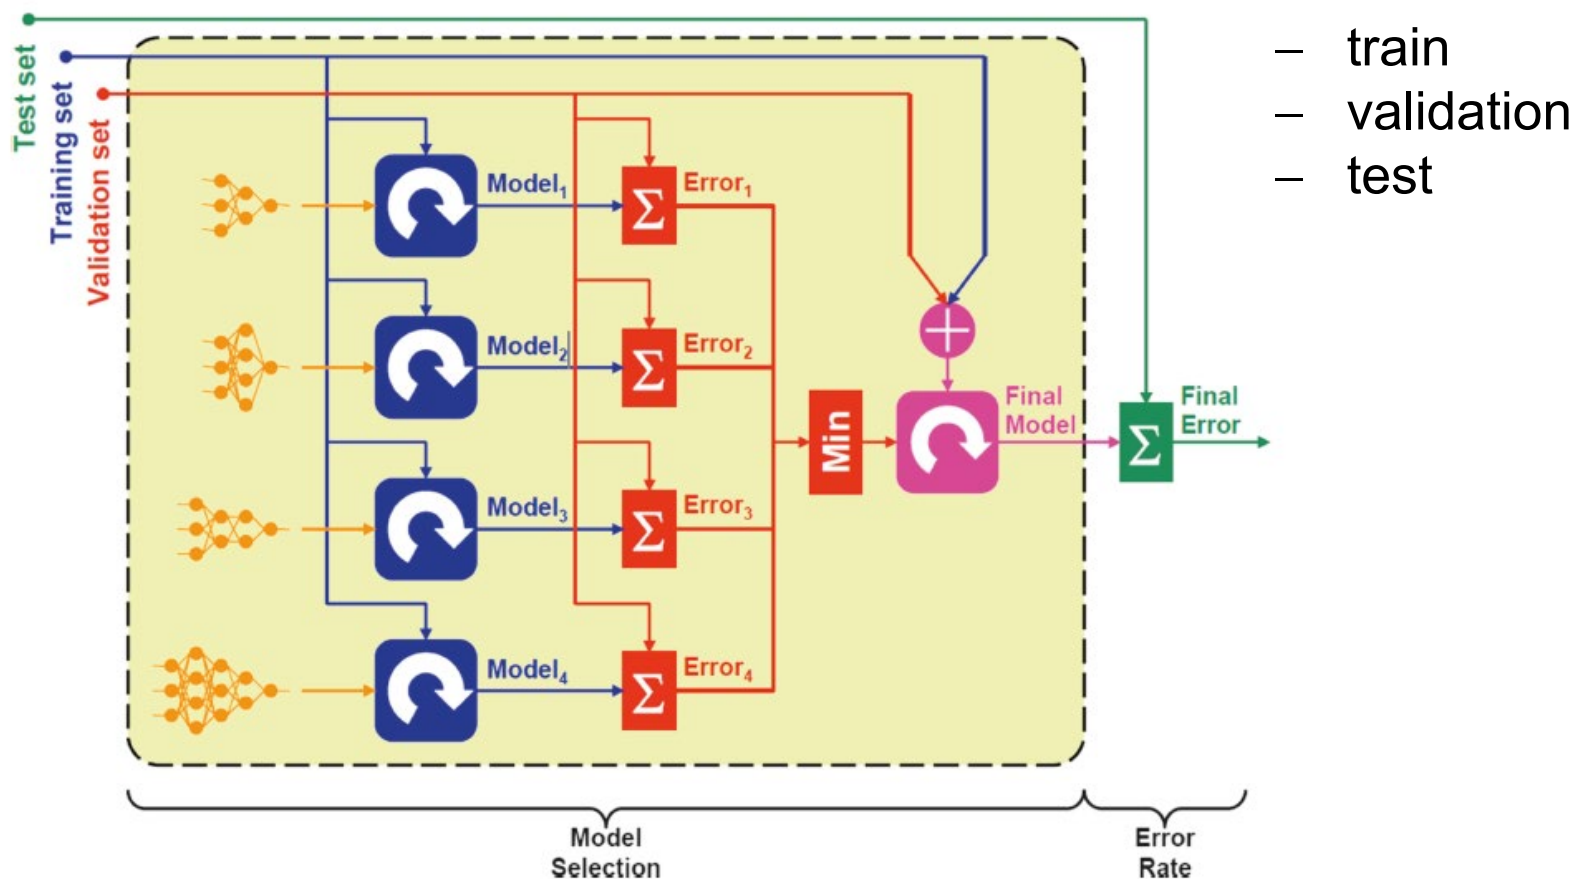 Test set
Training set
Validation set
– train
– validation
– test
Model1
Σ
Error1
Model2
Σ
Error2
Model3
Σ
Error3
Model4
Σ
Error4
Min
Final
Model
Σ
Final
Error
Model
Selection
Error
Rate